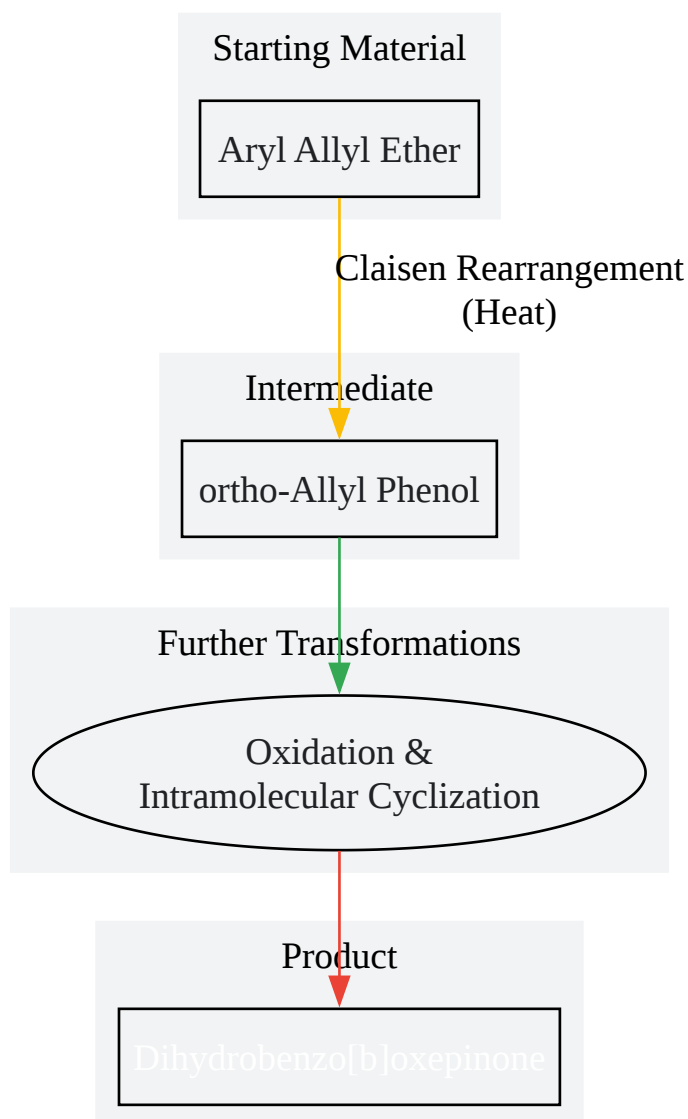 Starting Material
Aryl Allyl Ether
Claisen Rearrangement
(Heat)
Intermediate
ortho-Allyl Phenol
Further Transformations
Oxidation &
Intramolecular Cyclization
Product
Dihydrobenzo[b]oxepinone